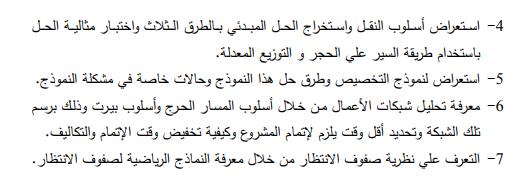 4- استعراض أسلوب النقل واستخراج الحل المبدئي بالطرق الثلاث واختبار مثالية الحل
باستخدام طريقة السير علي الحجر و التوزيع المعدلة.
5- استعراض لنموذج التخصيص وطرق حل هذا النموذج وحالات خاصة في مشكلة النموذج.
6- معرفة تحليل شبكات الأعمال من خلال أسلوب المسار الحرج وأسلوب بيرت وذلك برسم
تلك الشبكة وتحديد أقل وقت يلزم لإتمام المشروع وكيفية تخفيض وقت الإتمام والتكاليف.
7- التعرف علي نظرية صفوف الانتظار من خلال معرفة النماذج الرياضية لصفوف الانتظار.